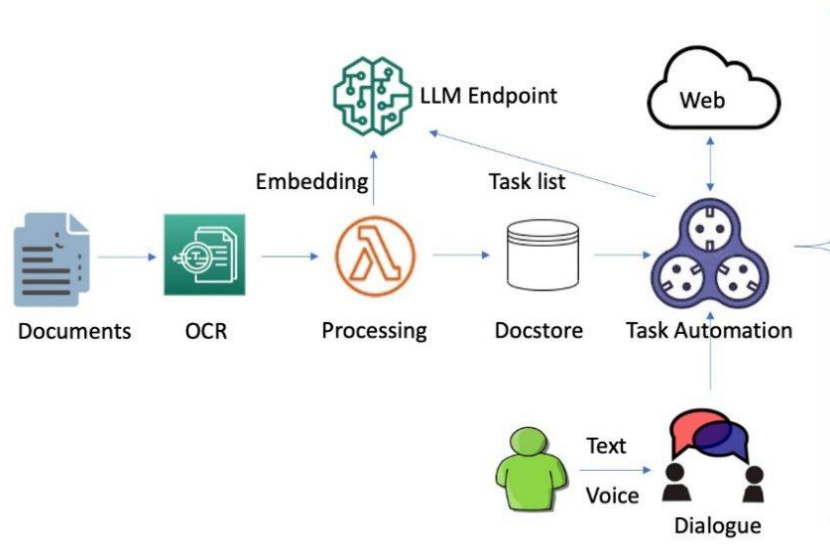 LLM Endpoint
Web
Embedding
Task list
Documents
OCR
Processing
Docstore
Task Automation
Text
Voice
Dialogue